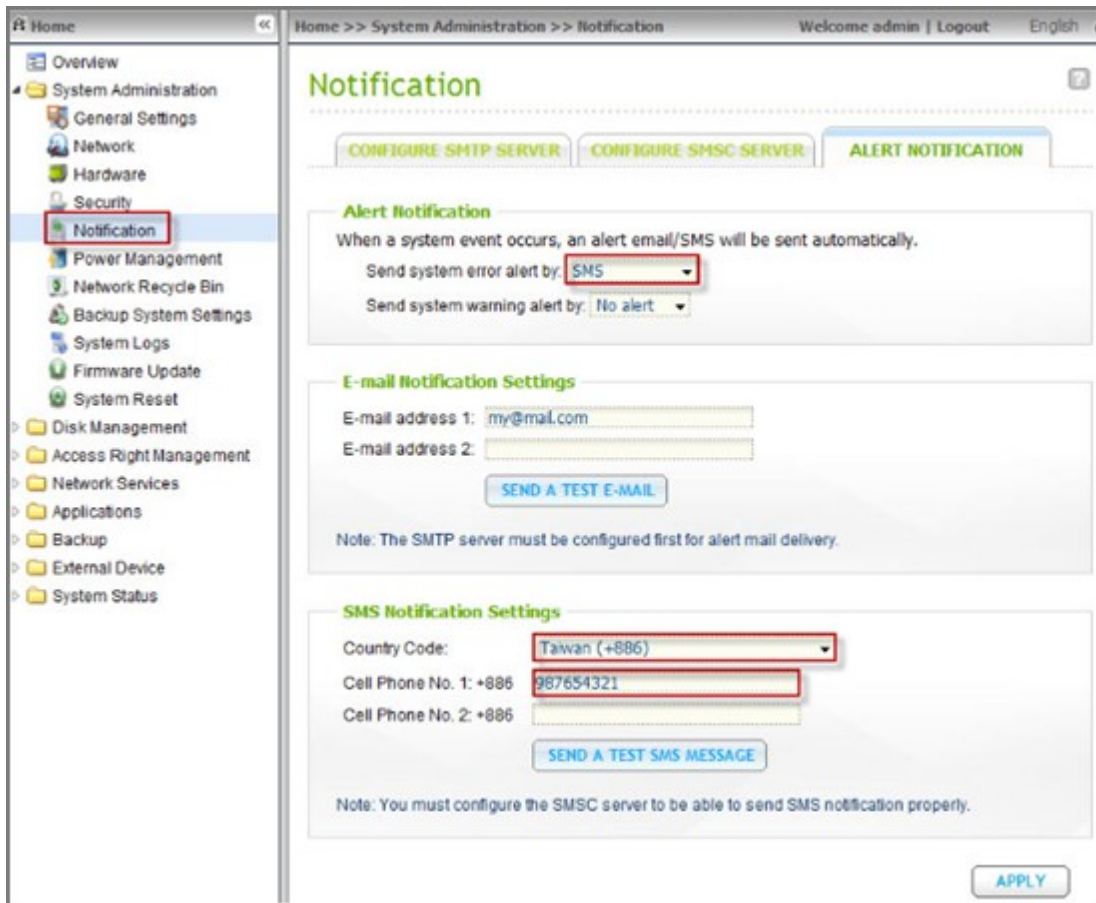 Home
Overview
System Administration
General Settings
Network
Hardware
Security
Notification
Power Management
Network Recycle Bin
Backup System Settings
System Logs
Firmware Update
System Reset
Disk Management
Access Right Management
Network Services
Applications
Backup
External Device
System Status
Home >> System Administration >> Notification Welcome admin | Logout English
Notification
CONFIGURE SMTP SERVER CONFIGURE SMSC SERVER ALERT NOTIFICATION
Alert Notification
When a system event occurs, an alert email/SMS will be sent automatically.
Send system error alert by: SMS
Send system warning alert by: No alert
E-mail Notification Settings
E-mail address 1: my@mail.com
E-mail address 2:
SEND A TEST E-MAIL
Note: The SMTP server must be configured first for alert mail delivery.
SMS Notification Settings
Country Code: Taiwan (+886)
Cell Phone No. 1: +886 987654321
Cell Phone No. 2: +886
SEND A TEST SMS MESSAGE
Note: You must configure the SMSC server to be able to send SMS notification properly.
APPLY